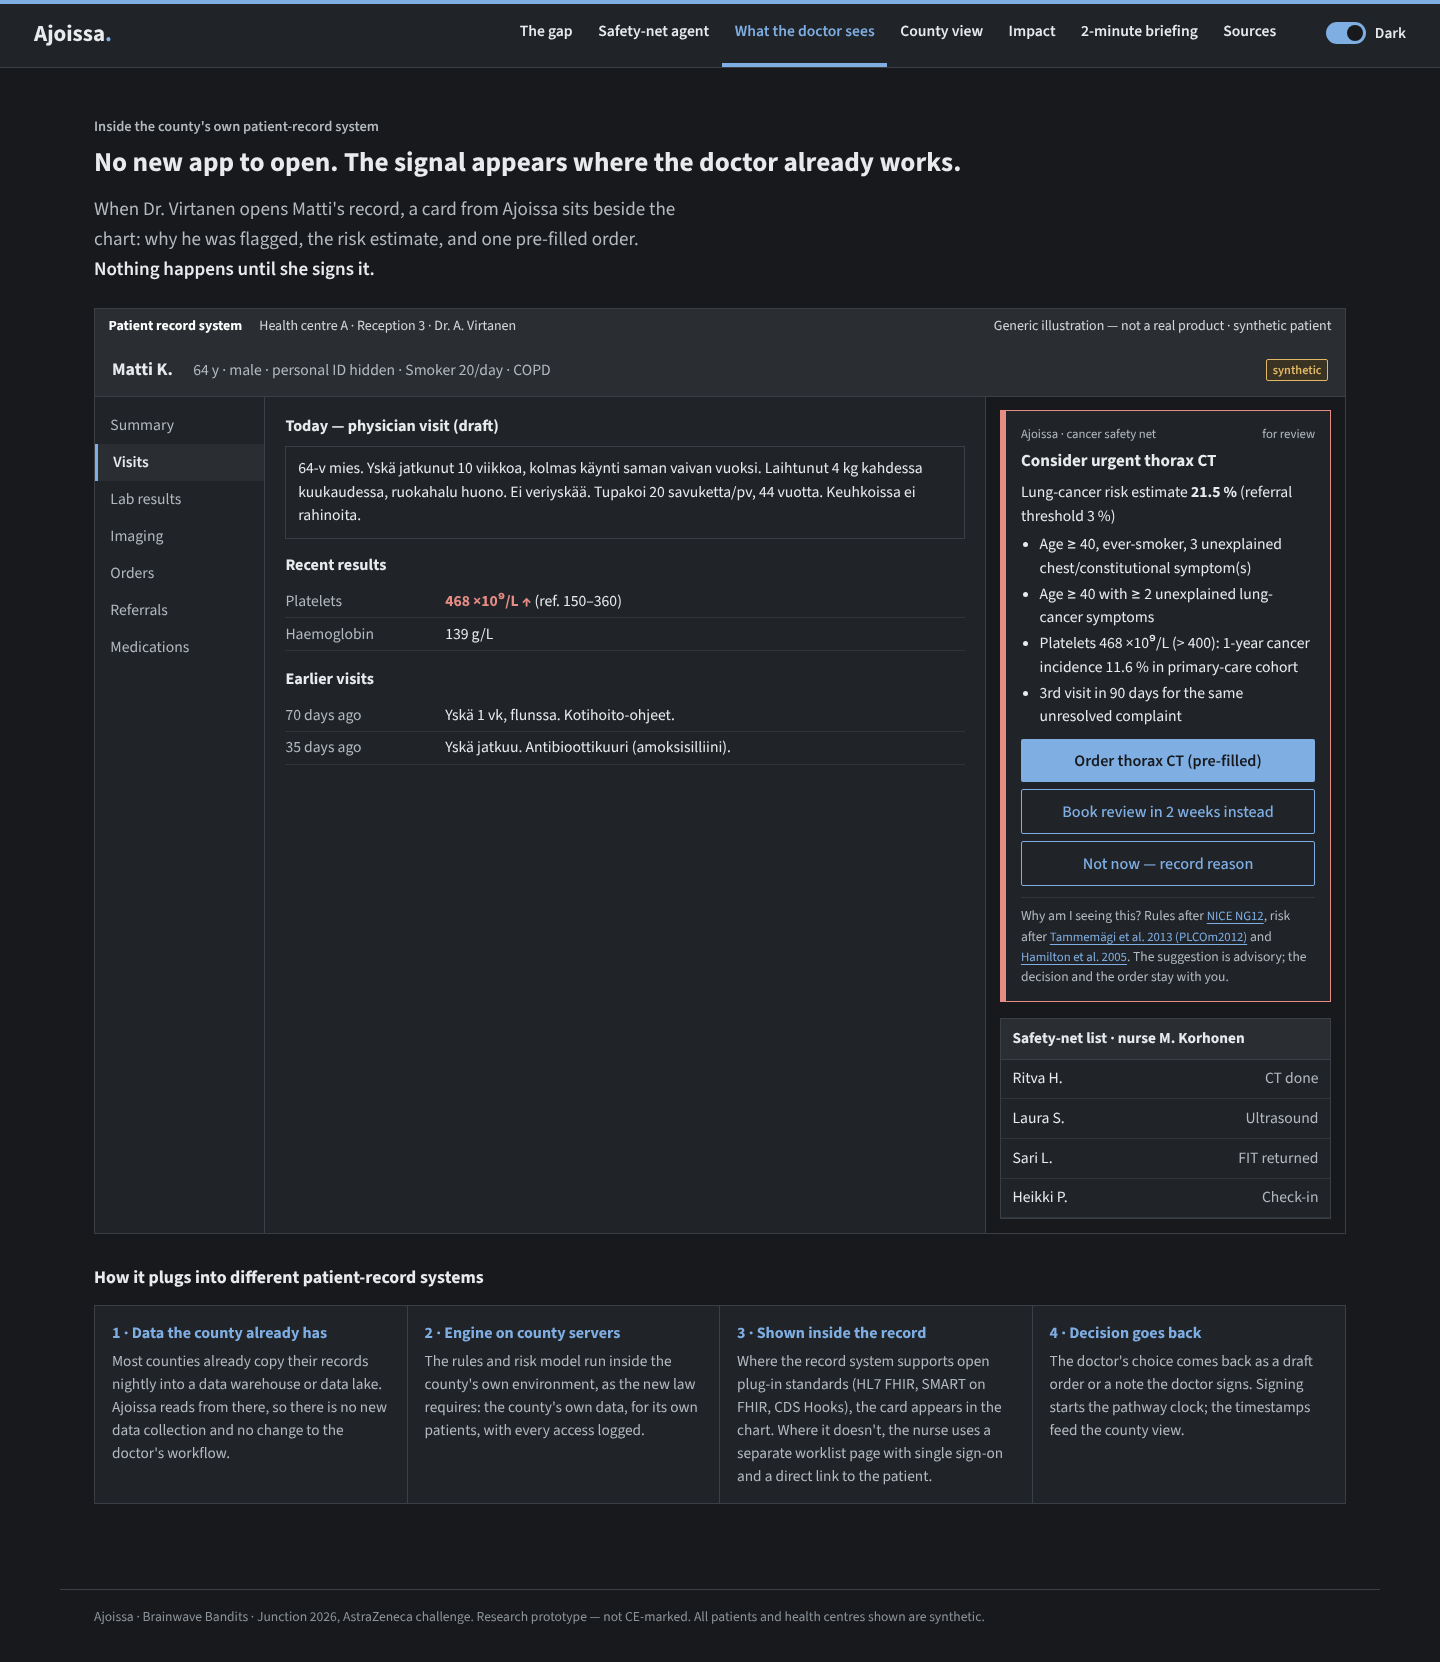 Ajoissa.
The gap
Safety-net agent
What the doctor sees
County view
Impact
2-minute briefing
Sources
Dark
Inside the county's own patient-record system
No new app to open. The signal appears where the doctor already works.
When Dr. Virtanen opens Matti's record, a card from Ajoissa sits beside the
chart: why he was flagged, the risk estimate, and one pre-filled order.
Nothing happens until she signs it.
Patient record system
Health centre A · Reception 3 · Dr. A. Virtanen
Generic illustration — not a real product · synthetic patient
Matti K.
64 y · male · personal ID hidden · Smoker 20/day · COPD
synthetic
Summary
Visits
Lab results
Imaging
Orders
Referrals
Medications
Today — physician visit (draft)
64-v mies. Yskä jatkunut 10 viikkoa, kolmas käynti saman vaivan vuoksi. Laihtunut 4 kg kahdessa
kuukaudessa, ruokahalu huono. Ei veriyskää. Tupakoi 20 savuketta/pv, 44 vuotta. Keuhkoissa ei
rahinoita.
Recent results
Platelets
468 ×10⁹/L ↑ (ref. 150–360)
Haemoglobin
139 g/L
Earlier visits
70 days ago
Yskä 1 vk, flunssa. Kotihoito-ohjeet.
35 days ago
Yskä jatkuu. Antibioottikuuri (amoksisilliini).
Ajoissa · cancer safety net
for review
Consider urgent thorax CT
Lung-cancer risk estimate 21.5 % (referral
threshold 3 %)
• Age ≥ 40, ever-smoker, 3 unexplained
chest/constitutional symptom(s)
• Age ≥ 40 with ≥ 2 unexplained lung-
cancer symptoms
• Platelets 468 ×10⁹/L (> 400): 1-year cancer
incidence 11.6 % in primary-care cohort
• 3rd visit in 90 days for the same
unresolved complaint
Order thorax CT (pre-filled)
Book review in 2 weeks instead
Not now — record reason
Why am I seeing this? Rules after NICE NG12, risk
after Tammemägi et al. 2013 (PLCOm2012) and
Hamilton et al. 2005. The suggestion is advisory; the
decision and the order stay with you.
Safety-net list · nurse M. Korhonen
Ritva H.
CT done
Laura S.
Ultrasound
Sari L.
FIT returned
Heikki P.
Check-in
How it plugs into different patient-record systems
1 · Data the county already has
Most counties already copy their records
nightly into a data warehouse or data lake.
Ajoissa reads from there, so there is no new
data collection and no change to the
doctor's workflow.
2 · Engine on county servers
The rules and risk model run inside the
county's own environment, as the new law
requires: the county's own data, for its own
patients, with every access logged.
3 · Shown inside the record
Where the record system supports open
plug-in standards (HL7 FHIR, SMART on
FHIR, CDS Hooks), the card appears in the
chart. Where it doesn't, the nurse uses a
separate worklist page with single sign-on
and a direct link to the patient.
4 · Decision goes back
The doctor's choice comes back as a draft
order or a note the doctor signs. Signing
starts the pathway clock; the timestamps
feed the county view.
Ajoissa · Brainwave Bandits · Junction 2026, AstraZeneca challenge. Research prototype — not CE-marked. All patients and health centres shown are synthetic.